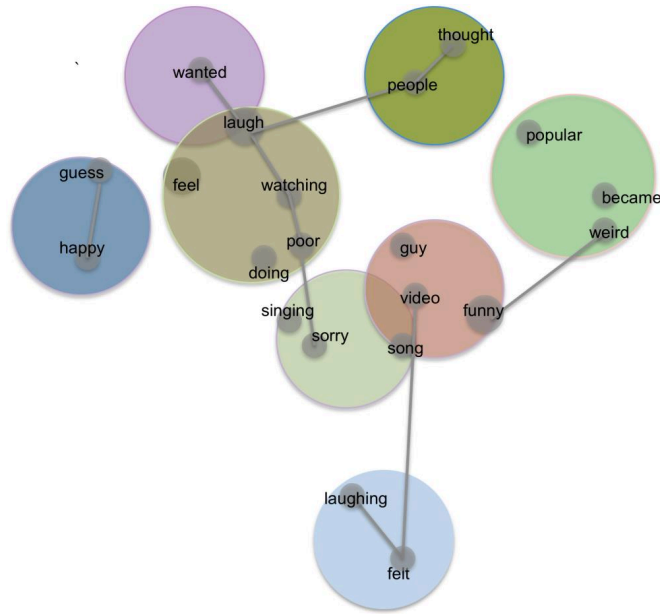 thought
wanted
people
laugh
popular
guess
feel
watching
became
weird
happy
poor
guy
doing
video
singing
funny
sorry
song
laughing
felt